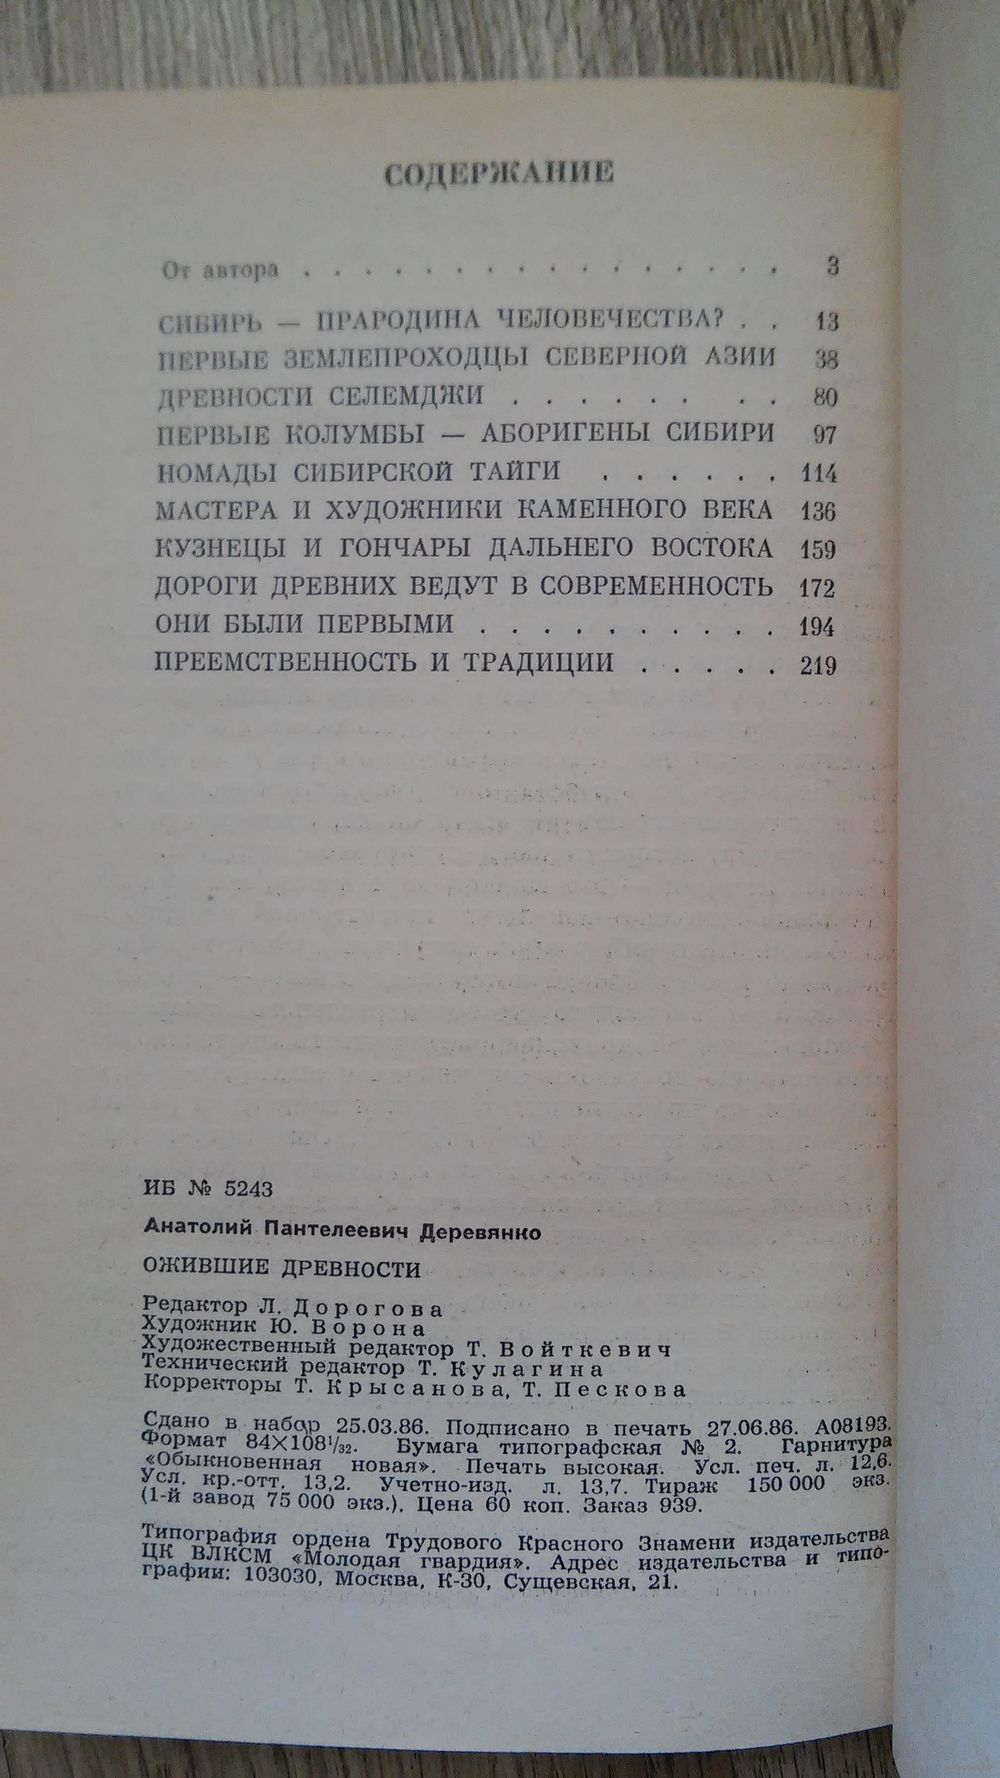 СОДЕРЖАНИЕ
От автора . . . . . . . . . . . . . . . . 3
СИБИРЬ — ПРАРОДИНА ЧЕЛОВЕЧЕСТВА? . . 13
ПЕРВЫЕ ЗЕМЛЕПРОХОДЦЫ СЕВЕРНОЙ АЗИИ 38
ДРЕВНОСТИ СЕЛЕМДЖИ . . . . . . . . 80
ПЕРВЫЕ КОЛУМБЫ — АБОРИГЕНЫ СИБИРИ 97
НОМАДЫ СИБИРСКОЙ ТАЙГИ . . . . . . 114
МАСТЕРА И ХУДОЖНИКИ КАМЕННОГО ВЕКА 136
КУЗНЕЦЫ И ГОНЧАРЫ ДАЛЬНЕГО ВОСТОКА 159
ДОРОГИ ДРЕВНИХ ВЕДУТ В СОВРЕМЕННОСТЬ 172
ОНИ БЫЛИ ПЕРВЫМИ . . . . . . . . . . 194
ПРЕЕМСТВЕННОСТЬ И ТРАДИЦИИ . . . . . 219
ИБ № 5243
Анатолий Пантелеевич Деревянко
ОЖИВШИЕ ДРЕВНОСТИ
Редактор Л. Дорогова
Художник Ю. Ворона
Художественный редактор Т. Войткевич
Технический редактор Т. Кулагина
Корректоры Т. Крысанова, Т. Пескова
Сдано в набор 25.03.86. Подписано в печать 27.06.86. А08193.
Формат 84×108¹/₃₂. Бумага типографская № 2. Гарнитура
«Обыкновенная новая». Печать высокая. Усл. печ. л. 12,6.
Усл. кр.-отт. 13,2. Учетно-изд. л. 13,7. Тираж 150 000 экз.
(1-й завод 75 000 экз.). Цена 60 коп. Заказ 939.
Типография ордена Трудового Красного Знамени издательства
ЦК ВЛКСМ «Молодая гвардия». Адрес издательства и типо-
графии: 103030, Москва, К-30, Сущевская, 21.